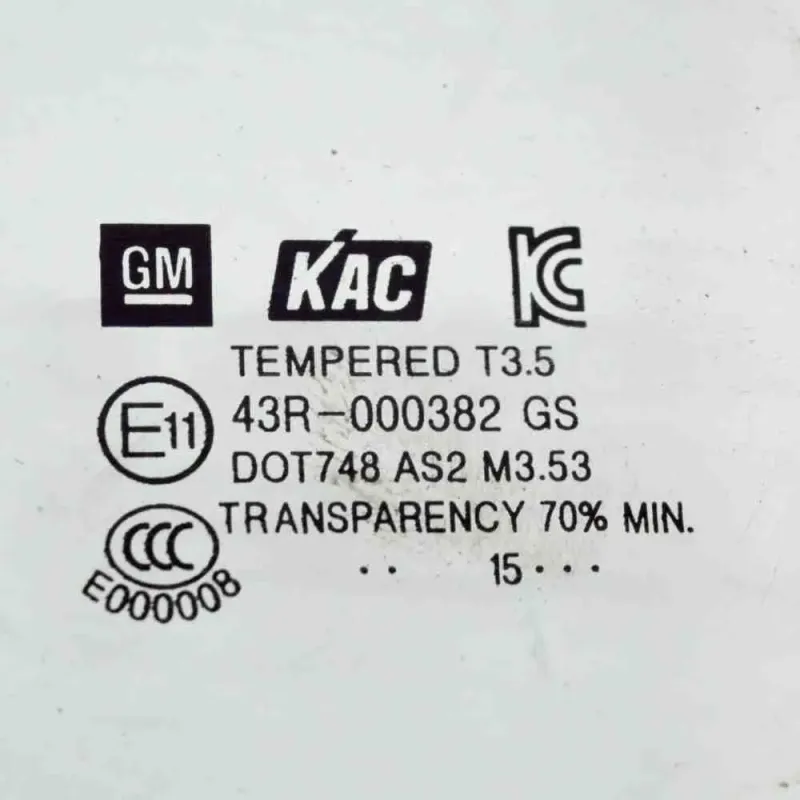 GM KAC KC
TEMPERED T3.5
E11 43R-000382 GS
DOT748 AS2 M3.53
CCC TRANSPARENCY 70% MIN.
E000008
·· 15···